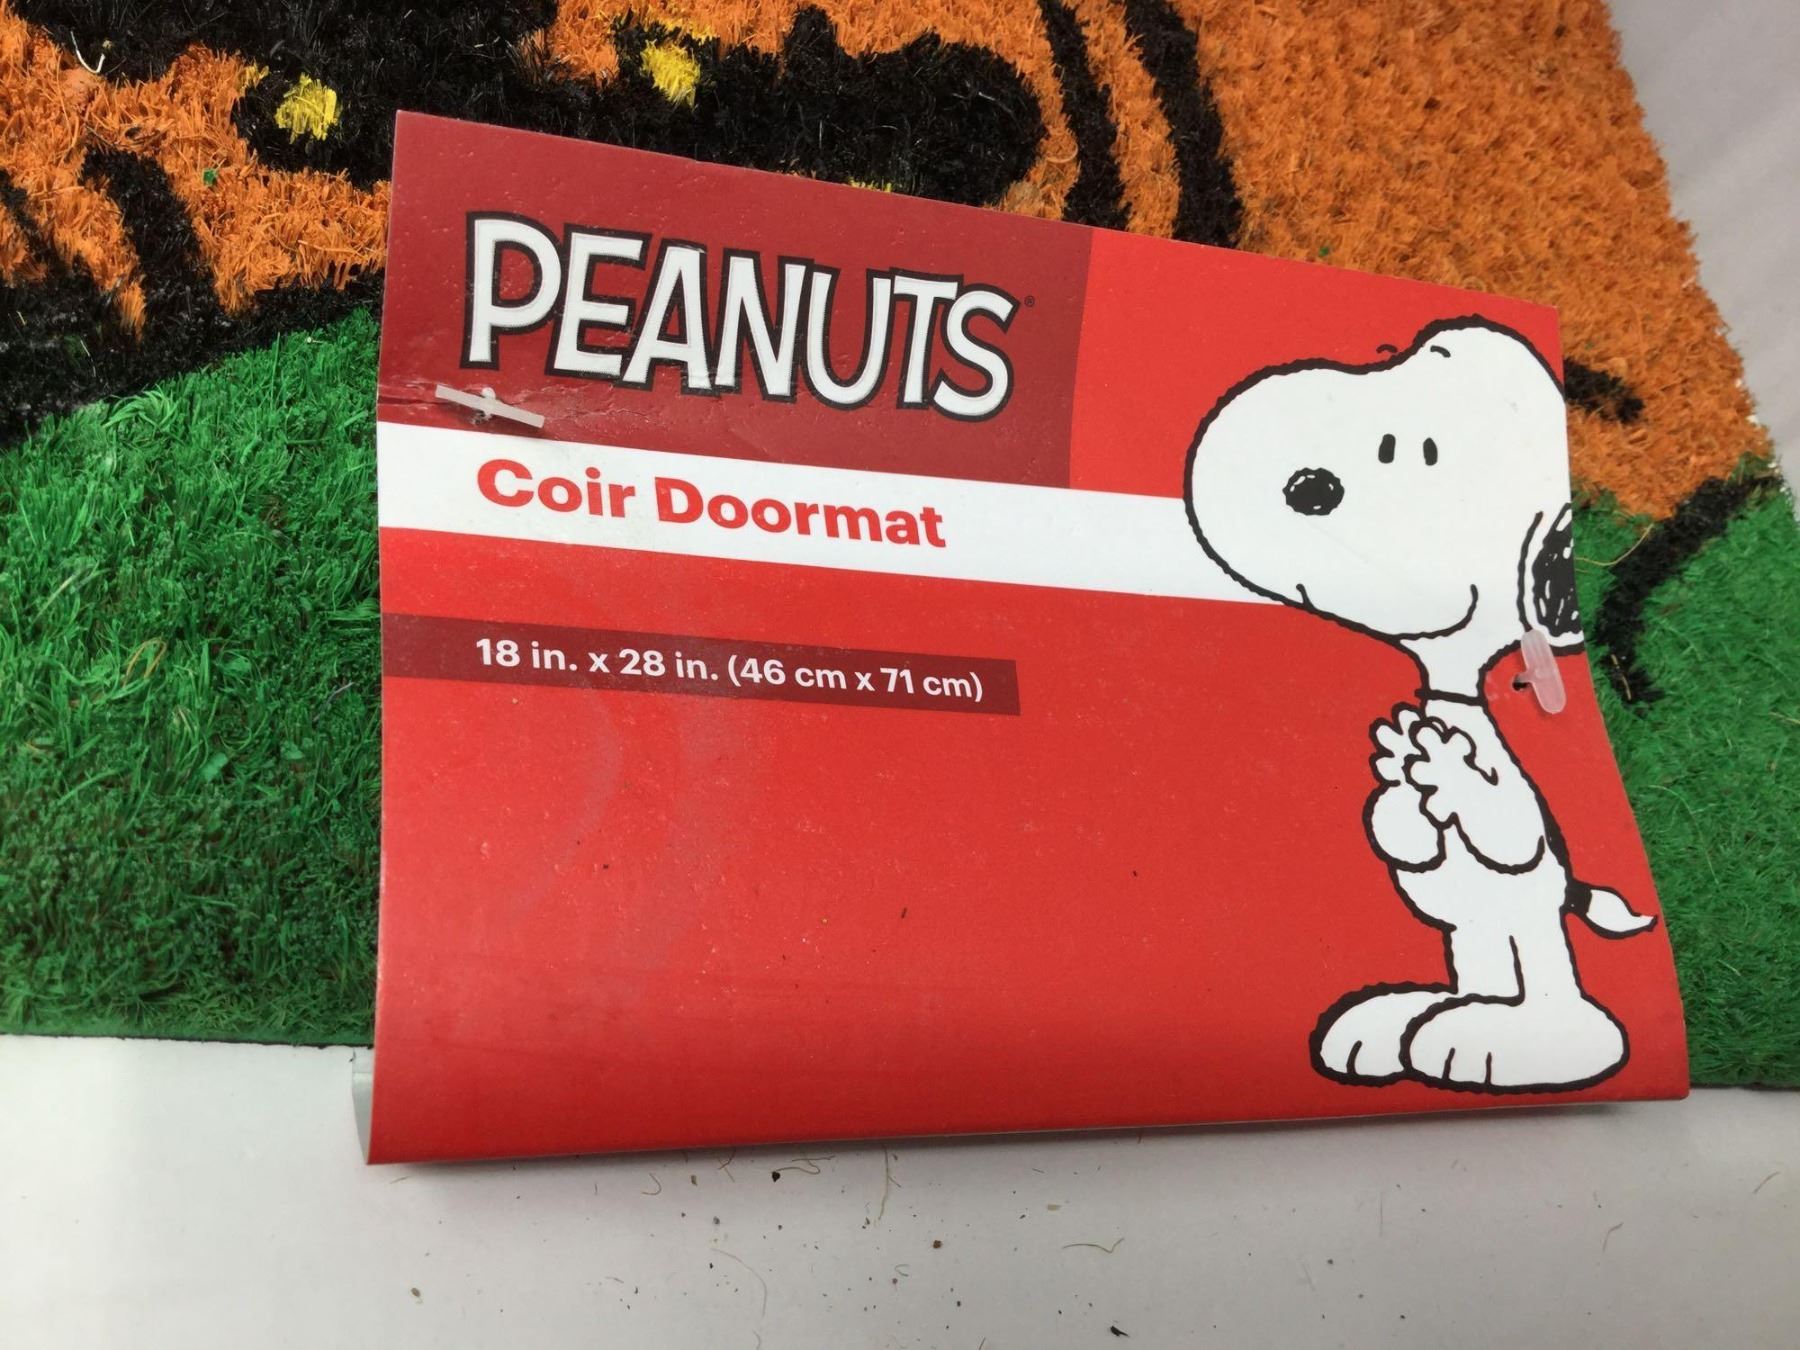 PEANUTS®
Coir Doormat
18 in. x 28 in. (46 cm x 71 cm)